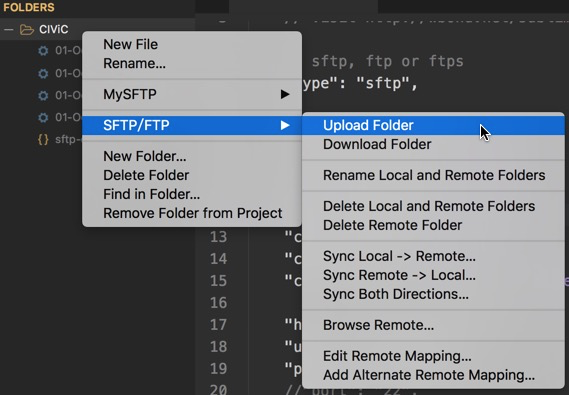 FOLDERS
CIViC
01-O
01-O
01-O
01-O
sftp-
New File
Rename...
MySFTP
SFTP/FTP
New Folder...
Delete Folder
Find in Folder...
Remove Folder from Project
sftp, ftp or ftps
ype": "sftp",
Upload Folder
Download Folder
Rename Local and Remote Folders
Delete Local and Remote Folders
Delete Remote Folder
Sync Local -> Remote...
Sync Remote -> Local...
Sync Both Directions...
Browse Remote...
Edit Remote Mapping...
Add Alternate Remote Mapping...
13 "c
14 "c
15 "c
16
17 "h
18 "u
19 "p
20